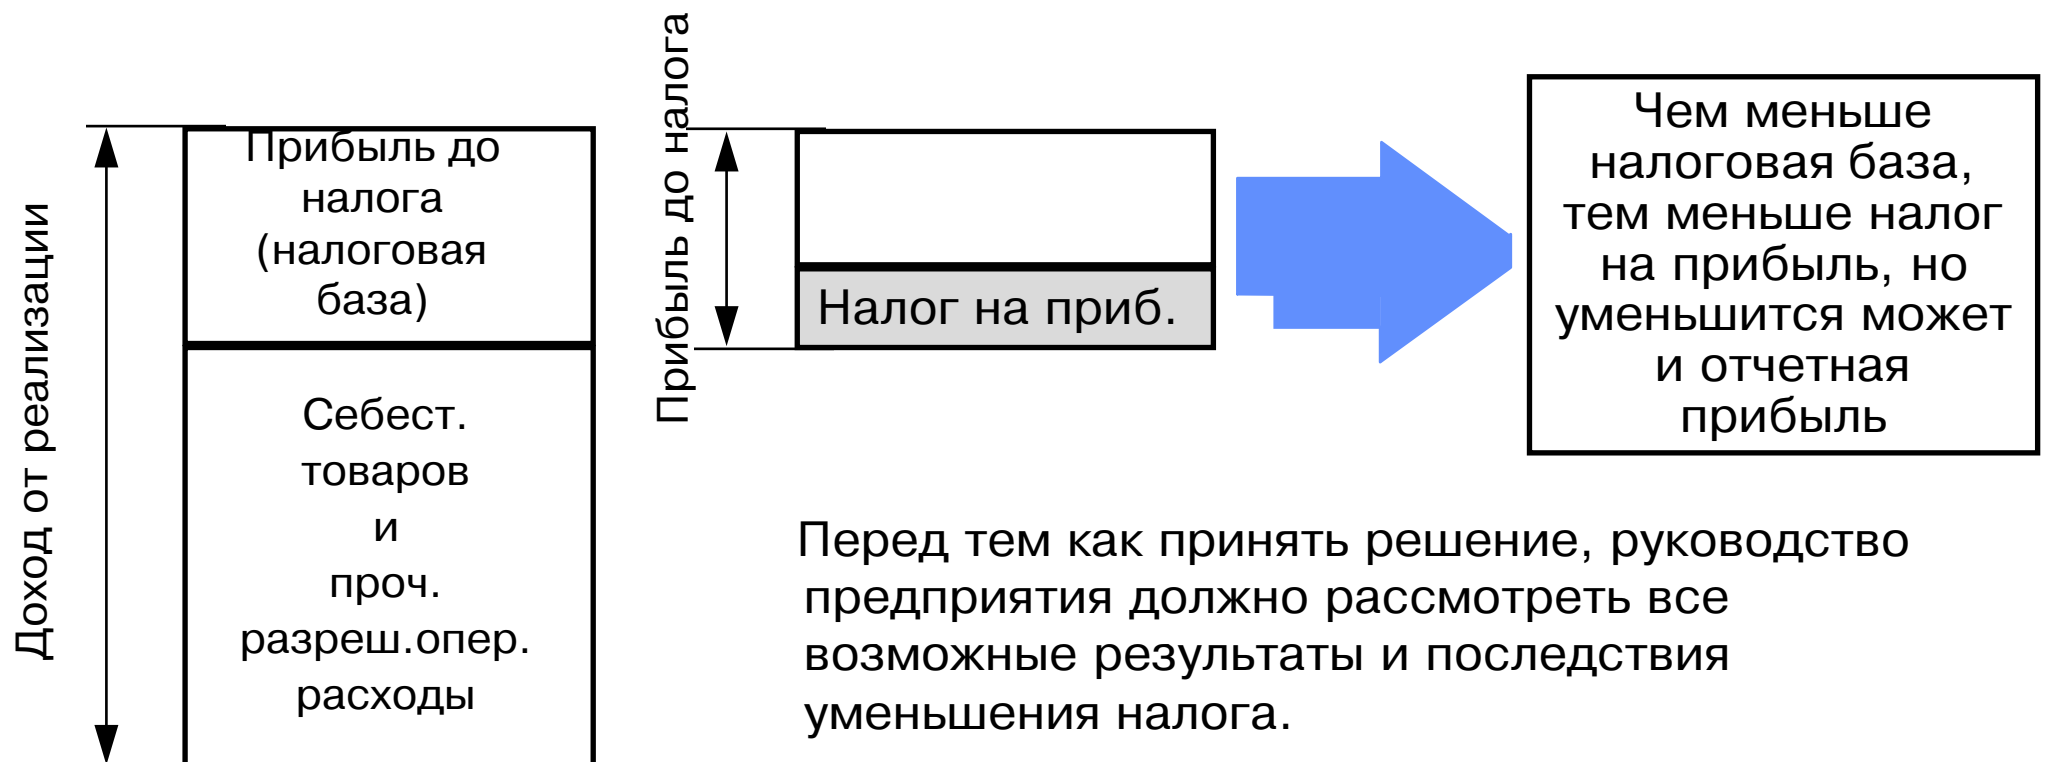 Доход от реализации
Прибыль до
налога
(налоговая
база)
Себест.
товаров
и
проч.
разреш.опер.
расходы
Прибыль до налога
Налог на приб.
Чем меньше
налоговая база,
тем меньше налог
на прибыль, но
уменьшится может
и отчетная
прибыль
Перед тем как принять решение, руководство
предприятия должно рассмотреть все
возможные результаты и последствия
уменьшения налога.